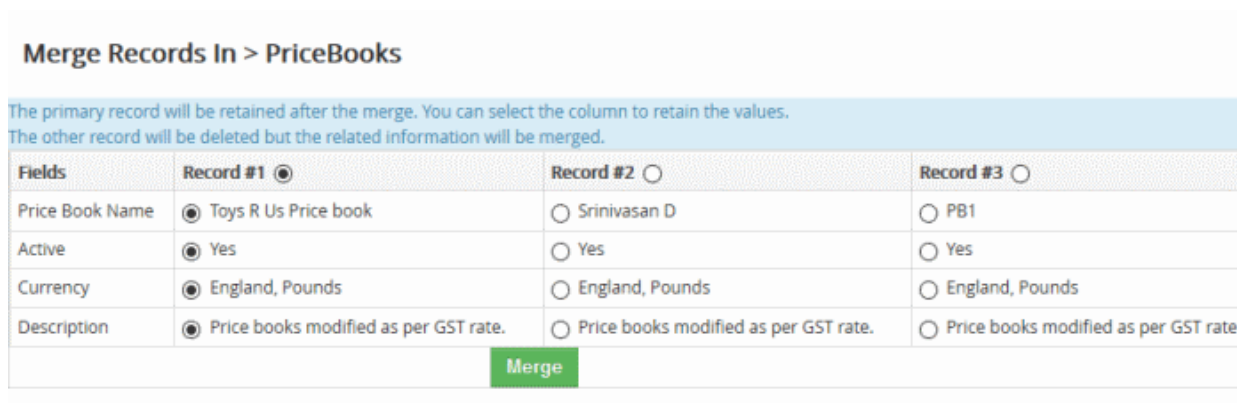 Merge Records In > PriceBooks
The primary record will be retained after the merge. You can select the column to retain the values.
The other record will be deleted but the related information will be merged.
Fields Record #1 Record #2 Record #3
Price Book Name Toys R Us Price book Srinivasan D PB1
Active Yes Yes Yes
Currency England, Pounds England, Pounds England, Pounds
Description Price books modified as per GST rate. Price books modified as per GST rate. Price books modified as per GST rate
Merge